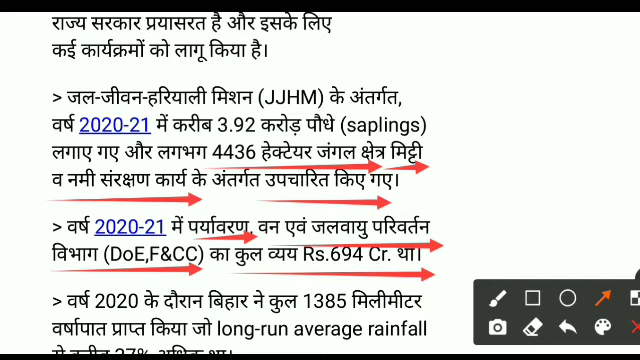 राज्य सरकार प्रयासरत है और इसके लिए
कई कार्यक्रमों को लागू किया है।
> जल-जीवन-हरियाली मिशन (JJHM) के अंतर्गत,
वर्ष 2020-21 में करीब 3.92 करोड़ पौधे (saplings)
लगाए गए और लगभग 4436 हेक्टेयर जंगल क्षेत्र मिट्टी
व नमी संरक्षण कार्य के अंतर्गत उपचारित किए गए।
> वर्ष 2020-21 में पर्यावरण, वन एवं जलवायु परिवर्तन
विभाग (DoE,F&CC) का कुल व्यय Rs.694 Cr. था।
> वर्ष 2020 के दौरान बिहार ने कुल 1385 मिलीमीटर
वर्षापात प्राप्त किया जो long-run average rainfall
से करीब 27% अधिक था।